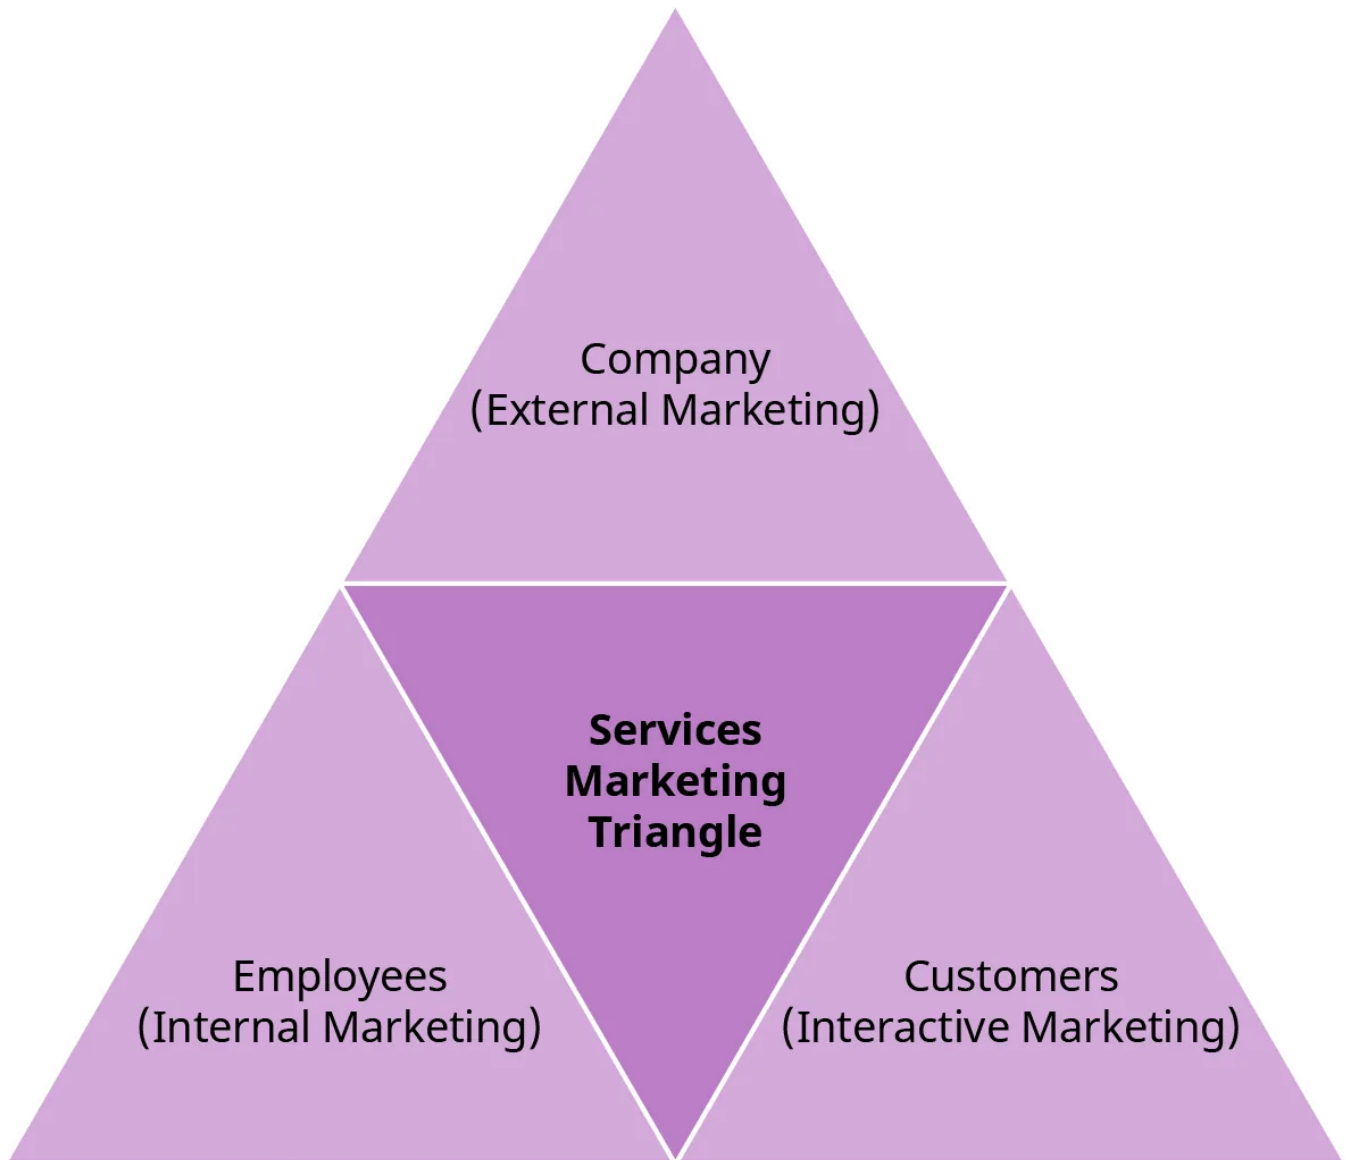 Company
(External Marketing)
Services
Marketing
Triangle
Employees
(Internal Marketing)
Customers
(Interactive Marketing)